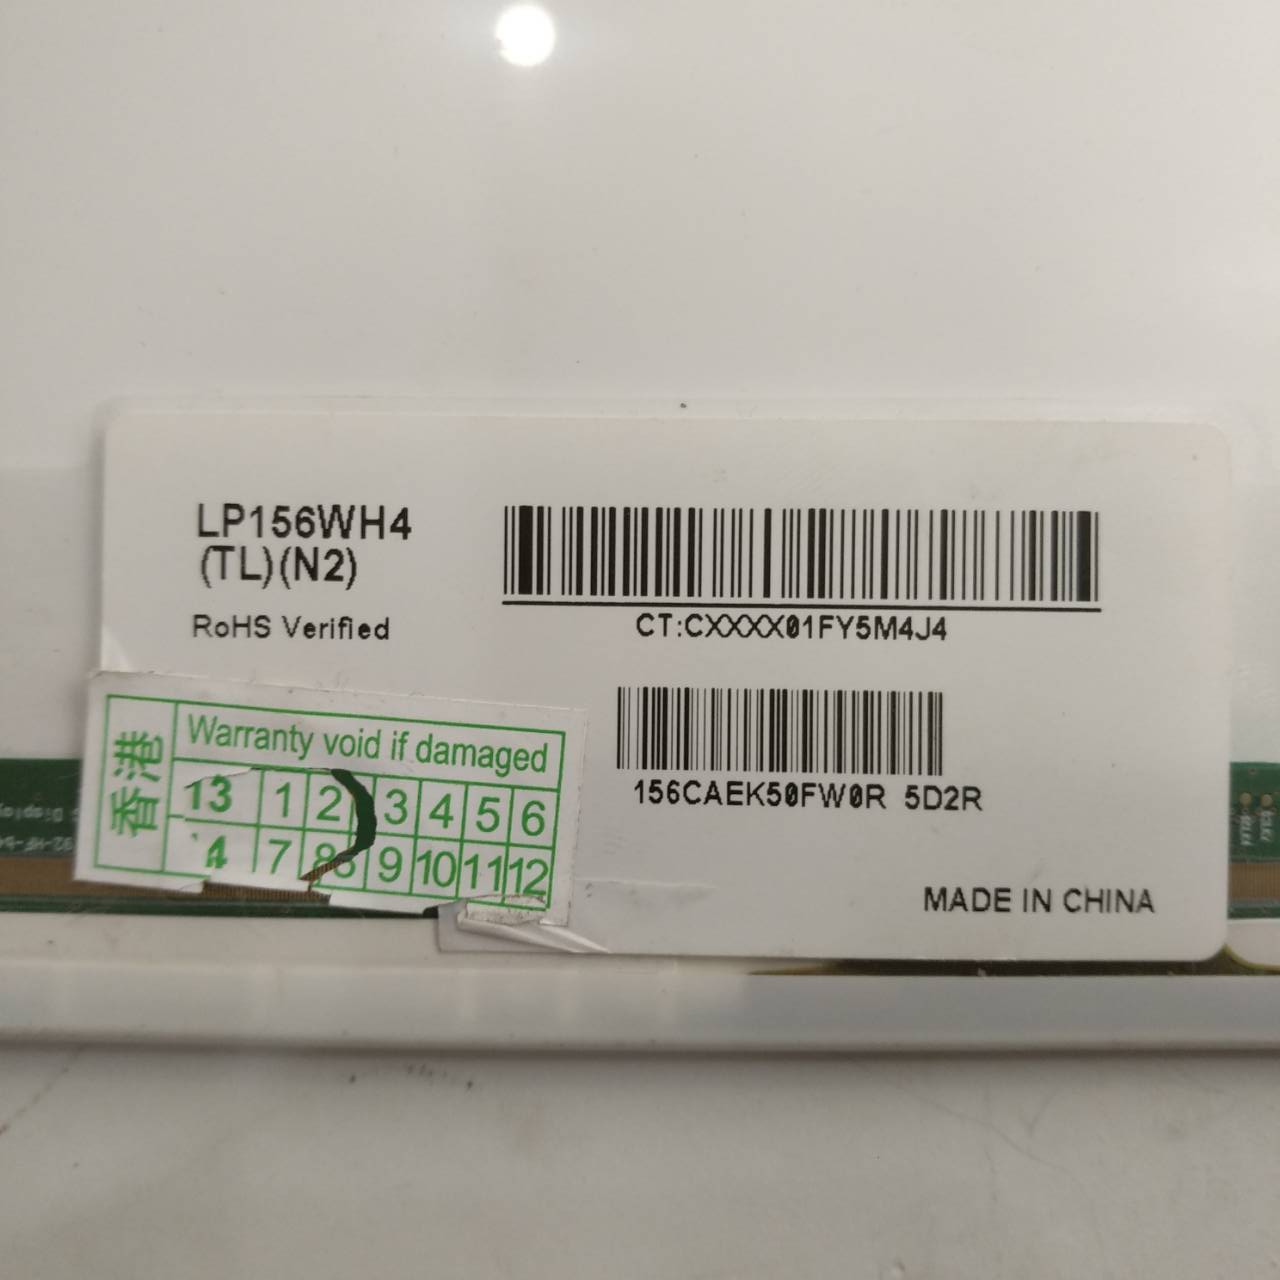 LP156WH4
(TL)(N2)
RoHS Verified
CT:CXXXX01FY5M4J4
156CAEK50FW0R 5D2R
MADE IN CHINA
香港
Warranty void if damaged
13 1 2 3 4 5 6
4 7 8 9 10 11 12